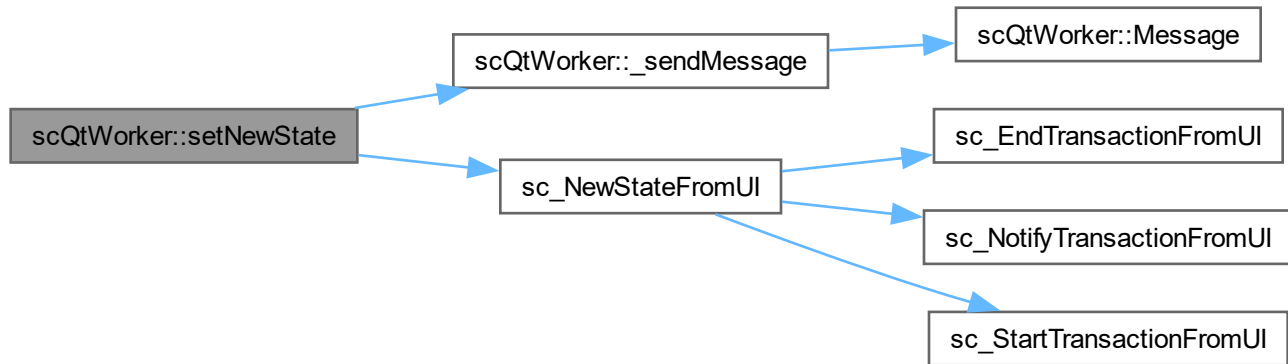 scQtWorker::setNewState
scQtWorker::_sendMessage
scQtWorker::Message
sc_NewStateFromUI
sc_EndTransactionFromUI
sc_NotifyTransactionFromUI
sc_StartTransactionFromUI